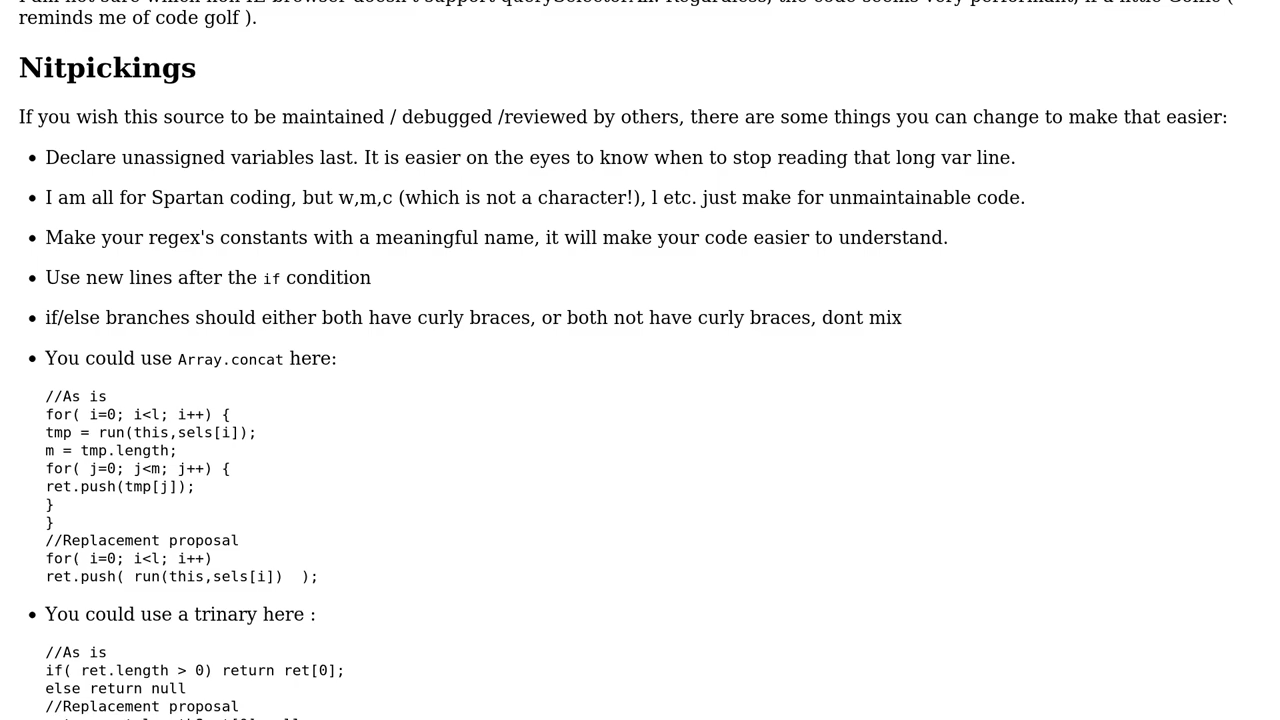 reminds me of code golf ).
Nitpickings
If you wish this source to be maintained / debugged /reviewed by others, there are some things you can change to make that easier:
• Declare unassigned variables last. It is easier on the eyes to know when to stop reading that long var line.
• I am all for Spartan coding, but w,m,c (which is not a character!), l etc. just make for unmaintainable code.
• Make your regex's constants with a meaningful name, it will make your code easier to understand.
• Use new lines after the if condition
• if/else branches should either both have curly braces, or both not have curly braces, dont mix
• You could use Array.concat here:
//As is
for( i=0; i<l; i++) {
tmp = run(this,sels[i]);
m = tmp.length;
for( j=0; j<m; j++) {
ret.push(tmp[j]);
}
}
//Replacement proposal
for( i=0; i<l; i++)
ret.push( run(this,sels[i])  );
• You could use a trinary here :
//As is
if( ret.length > 0) return ret[0];
else return null
//Replacement proposal